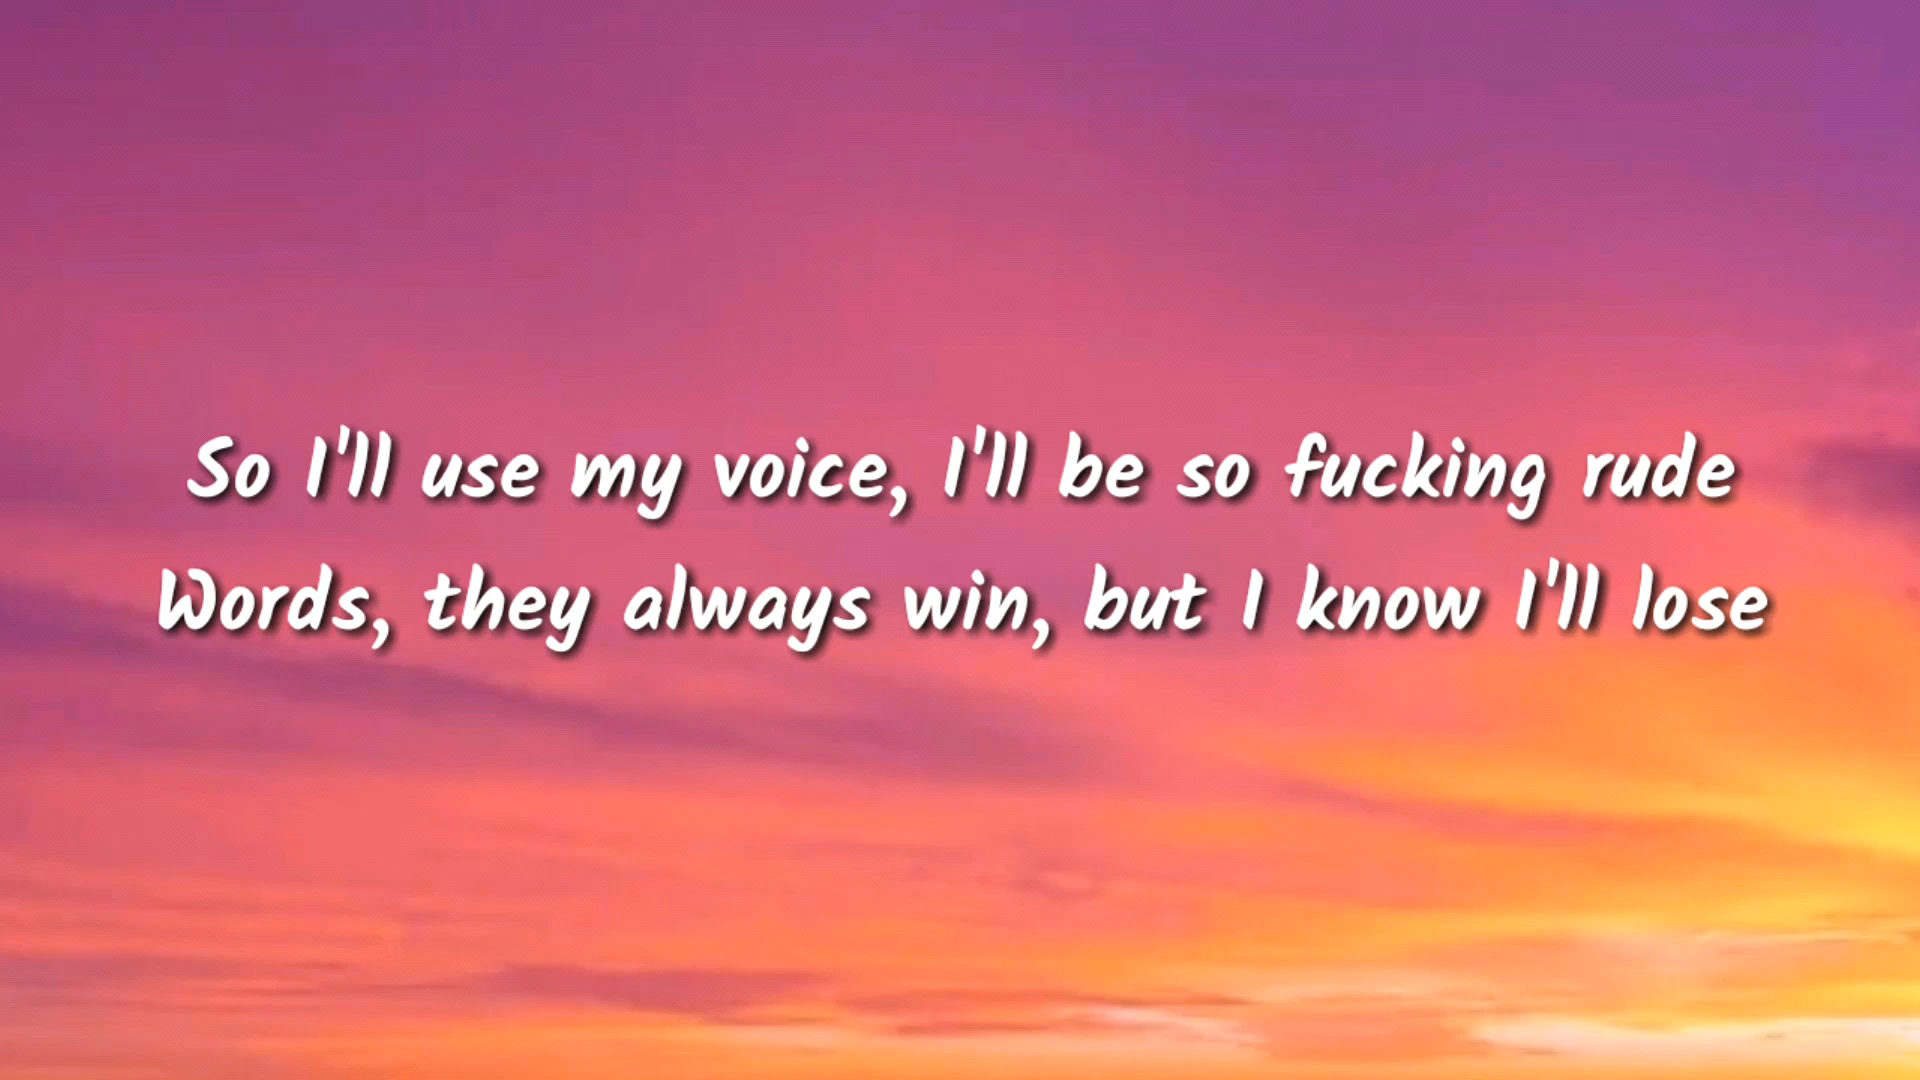 So I'll use my voice, I'll be so fucking rude
Words, they always win, but I know I'll lose